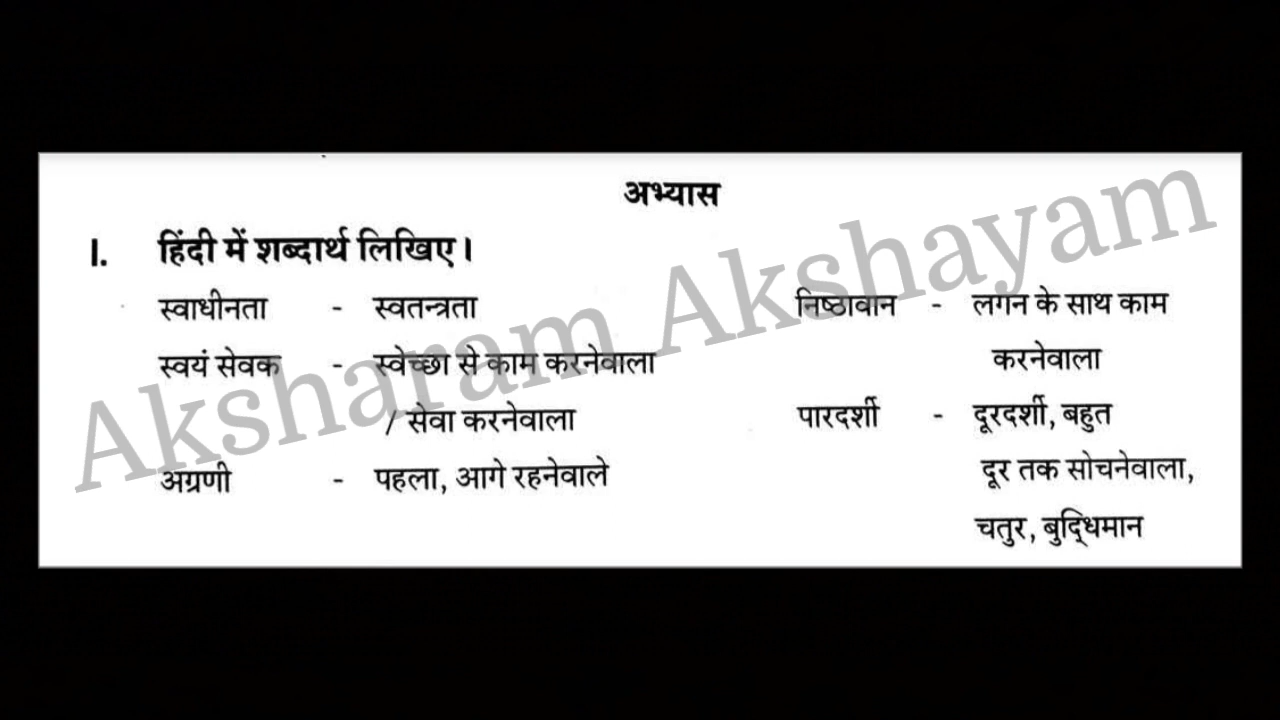 अभ्यास
I. हिंदी में शब्दार्थ लिखिए।
स्वाधीनता - स्वतन्त्रता
स्वयं सेवक - स्वेच्छा से काम करनेवाला
/ सेवा करनेवाला
अग्रणी - पहला, आगे रहनेवाले
निष्ठावान - लगन के साथ काम
करनेवाला
पारदर्शी - दूरदर्शी, बहुत
दूर तक सोचनेवाला,
चतुर, बुद्धिमान
Aksharam Akshayam